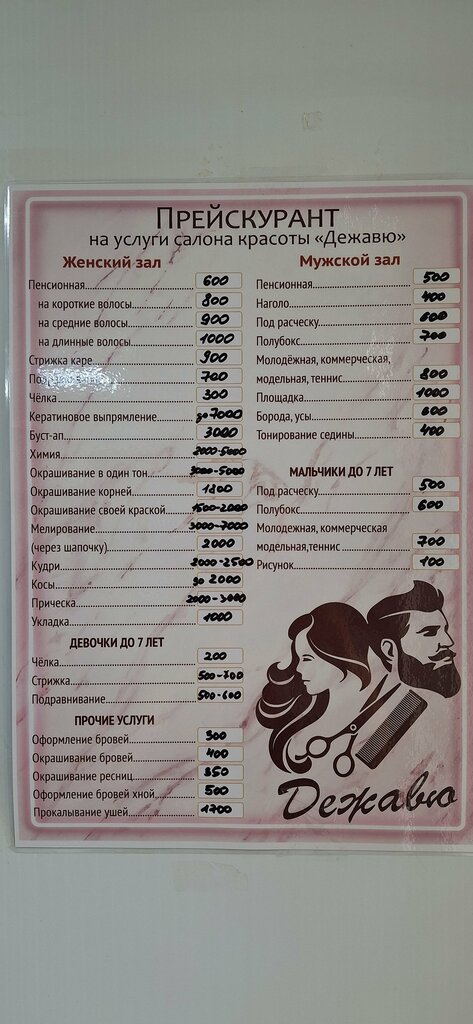 ПРЕЙСКУРАНТ
на услуги салона красоты «Дежавю»
Женский зал
Пенсионная 600
на короткие волосы 800
на средние волосы 900
на длинные волосы 1000
Стрижка каре 900
700
Чёлка 300
Кератиновое выпрямление до 7000
Буст-ап 3000
Химия 2000-5000
Окрашивание в один тон 3000-5000
Окрашивание корней 1800
Окрашивание своей краской 1500-2000
Мелирование 3000-7000
(через шапочку) 2000
Кудри 2000-2500
Косы до 2000
Прическа 2000-3000
Укладка 1000
ДЕВОЧКИ ДО 7 ЛЕТ
Чёлка 200
Стрижка 500-700
Подравнивание 500-600
ПРОЧИЕ УСЛУГИ
Оформление бровей 300
Окрашивание бровей 400
Окрашивание ресниц 350
Оформление бровей хной 500
Прокалывание ушей 1700
Мужской зал
Пенсионная 500
Наголо 400
Под расческу 600
Полубокс 700
Молодёжная, коммерческая,
модельная, теннис 800
Площадка 1000
Борода, усы 600
Тонирование седины 400
МАЛЬЧИКИ ДО 7 ЛЕТ
Под расческу 500
Полубокс 600
Молодежная, коммерческая
модельная,теннис 700
Рисунок 100
Дежавю